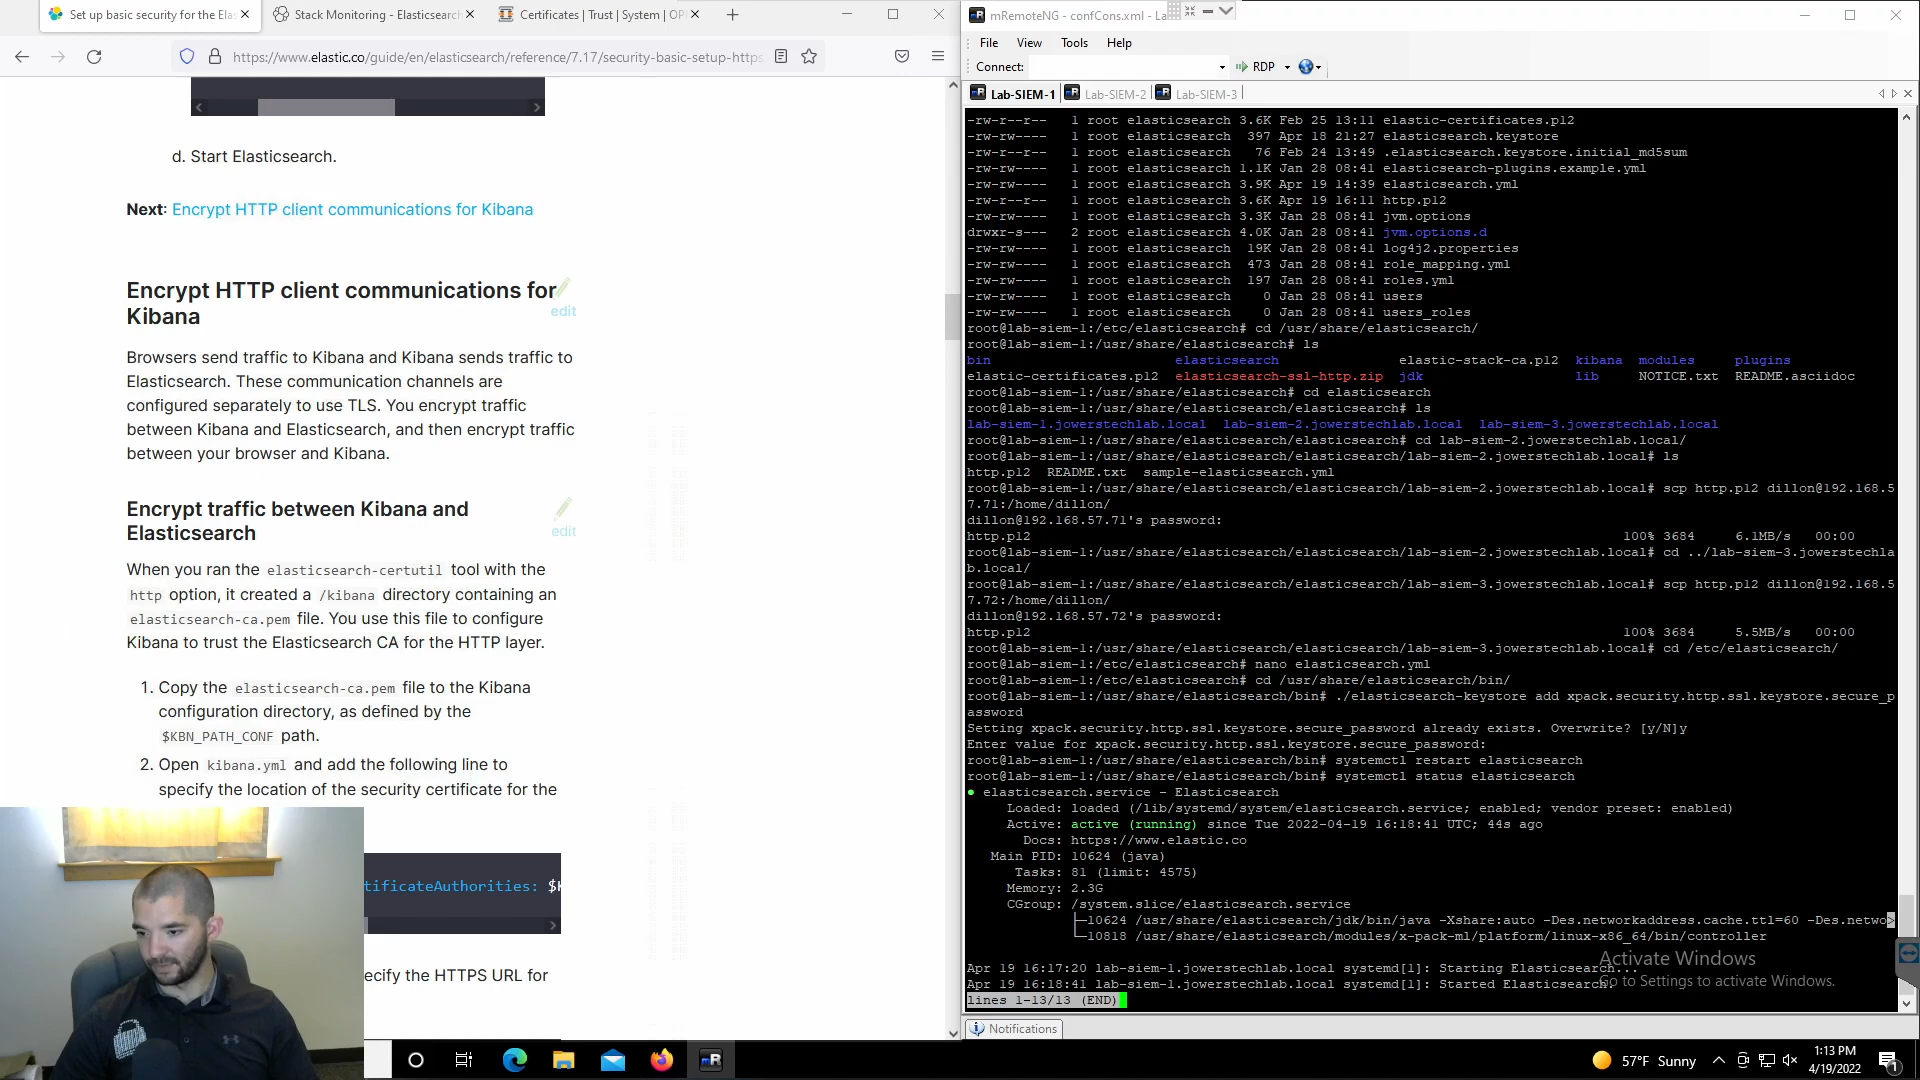 Set up basic security for the Ela
Stack Monitoring - Elasticsearch
Certificates | Trust | System | OP
https://www.elastic.co/guide/en/elasticsearch/reference/7.17/security-basic-setup-https.
d. Start Elasticsearch.
Next: Encrypt HTTP client communications for Kibana
Encrypt HTTP client communications for
Kibana
edit
Browsers send traffic to Kibana and Kibana sends traffic to
Elasticsearch. These communication channels are
configured separately to use TLS. You encrypt traffic
between Kibana and Elasticsearch, and then encrypt traffic
between your browser and Kibana.
Encrypt traffic between Kibana and
Elasticsearch
edit
When you ran the elasticsearch-certutil tool with the
http option, it created a /kibana directory containing an
elasticsearch-ca.pem file. You use this file to configure
Kibana to trust the Elasticsearch CA for the HTTP layer.
1. Copy the elasticsearch-ca.pem file to the Kibana
configuration directory, as defined by the
$KBN_PATH_CONF path.
2. Open kibana.yml and add the following line to
specify the location of the security certificate for the
tificateAuthorities: $K
ecify the HTTPS URL for
mRemoteNG - confCons.xml - La
File View Tools Help
Connect: RDP
Lab-SIEM-1 Lab-SIEM-2 Lab-SIEM-3
-rw-r--r-- 1 root elasticsearch 3.6K Feb 25 13:11 elastic-certificates.p12
-rw-rw---- 1 root elasticsearch 397 Apr 18 21:27 elasticsearch.keystore
-rw-r--r-- 1 root elasticsearch 76 Feb 24 13:49 .elasticsearch.keystore.initial_md5sum
-rw-rw---- 1 root elasticsearch 1.1K Jan 28 08:41 elasticsearch-plugins.example.yml
-rw-rw---- 1 root elasticsearch 3.9K Apr 19 14:39 elasticsearch.yml
-rw-r--r-- 1 root elasticsearch 3.6K Apr 19 16:11 http.p12
-rw-rw---- 1 root elasticsearch 3.3K Jan 28 08:41 jvm.options
drwxr-s--- 2 root elasticsearch 4.0K Jan 28 08:41 jvm.options.d
-rw-rw---- 1 root elasticsearch 19K Jan 28 08:41 log4j2.properties
-rw-rw---- 1 root elasticsearch 473 Jan 28 08:41 role_mapping.yml
-rw-rw---- 1 root elasticsearch 197 Jan 28 08:41 roles.yml
-rw-rw---- 1 root elasticsearch 0 Jan 28 08:41 users
-rw-rw---- 1 root elasticsearch 0 Jan 28 08:41 users_roles
root@lab-siem-1:/etc/elasticsearch# cd /usr/share/elasticsearch/
root@lab-siem-1:/usr/share/elasticsearch# ls
bin elasticsearch elastic-stack-ca.p12 kibana modules plugins
elastic-certificates.p12 elasticsearch-ssl-http.zip jdk lib NOTICE.txt README.asciidoc
root@lab-siem-1:/usr/share/elasticsearch# cd elasticsearch
root@lab-siem-1:/usr/share/elasticsearch/elasticsearch# ls
lab-siem-1.jowerstechlab.local lab-siem-2.jowerstechlab.local lab-siem-3.jowerstechlab.local
root@lab-siem-1:/usr/share/elasticsearch/elasticsearch# cd lab-siem-2.jowerstechlab.local/
root@lab-siem-1:/usr/share/elasticsearch/elasticsearch/lab-siem-2.jowerstechlab.local# ls
http.p12 README.txt sample-elasticsearch.yml
root@lab-siem-1:/usr/share/elasticsearch/elasticsearch/lab-siem-2.jowerstechlab.local# scp http.p12 dillon@192.168.5
7.71:/home/dillon/
dillon@192.168.57.71's password:
http.p12 100% 3684 6.1MB/s 00:00
root@lab-siem-1:/usr/share/elasticsearch/elasticsearch/lab-siem-2.jowerstechlab.local# cd ../lab-siem-3.jowerstechla
b.local/
root@lab-siem-1:/usr/share/elasticsearch/elasticsearch/lab-siem-3.jowerstechlab.local# scp http.p12 dillon@192.168.5
7.72:/home/dillon/
dillon@192.168.57.72's password:
http.p12 100% 3684 5.5MB/s 00:00
root@lab-siem-1:/usr/share/elasticsearch/elasticsearch/lab-siem-3.jowerstechlab.local# cd /etc/elasticsearch/
root@lab-siem-1:/etc/elasticsearch# nano elasticsearch.yml
root@lab-siem-1:/etc/elasticsearch# cd /usr/share/elasticsearch/bin/
root@lab-siem-1:/usr/share/elasticsearch/bin# ./elasticsearch-keystore add xpack.security.http.ssl.keystore.secure_p
assword
Setting xpack.security.http.ssl.keystore.secure_password already exists. Overwrite? [y/N]y
Enter value for xpack.security.http.ssl.keystore.secure_password:
root@lab-siem-1:/usr/share/elasticsearch/bin# systemctl restart elasticsearch
root@lab-siem-1:/usr/share/elasticsearch/bin# systemctl status elasticsearch
● elasticsearch.service - Elasticsearch
Loaded: loaded (/lib/systemd/system/elasticsearch.service; enabled; vendor preset: enabled)
Active: active (running) since Tue 2022-04-19 16:18:41 UTC; 44s ago
Docs: https://www.elastic.co
Main PID: 10624 (java)
Tasks: 81 (limit: 4575)
Memory: 2.3G
CGroup: /system.slice/elasticsearch.service
├─10624 /usr/share/elasticsearch/jdk/bin/java -Xshare:auto -Des.networkaddress.cache.ttl=60 -Des.netwo>
└─10818 /usr/share/elasticsearch/modules/x-pack-ml/platform/linux-x86_64/bin/controller
Apr 19 16:17:20 lab-siem-1.jowerstechlab.local systemd[1]: Starting Elasticsearch...
Apr 19 16:18:41 lab-siem-1.jowerstechlab.local systemd[1]: Started Elasticsearch.
lines 1-13/13 (END)
Activate Windows
Go to Settings to activate Windows.
Notifications
57°F Sunny
1:13 PM
4/19/2022
1